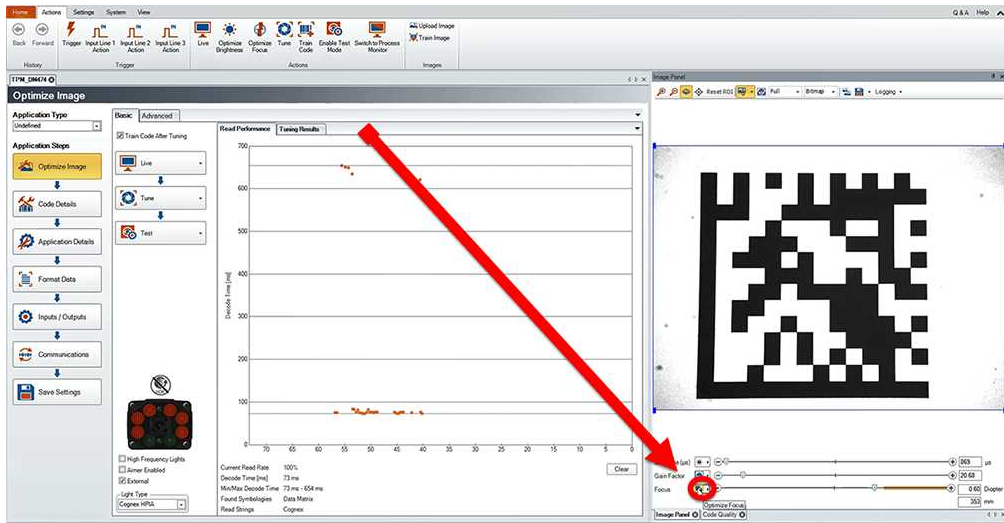 Home Actions Settings System View Q&A Help
Back Forward Trigger Input Line 1 Action Input Line 2 Action Input Line 3 Action Live Optimize Brightness Optimize Focus Tune Train Code Enable Test Mode Switch to Process Monitor Upload Image
Train Image
History Trigger Actions Images
TPM_DM474
Optimize Image
Application Type
Undefined
Application Steps
Optimize Image
Code Details
Application Details
Format Data
Inputs / Outputs
Communications
Save Settings
Basic Advanced
Train Code After Tuning
Live
Tune
Test
High Frequency Lights
Aimer Enabled
External
Light Type
Cognex HPIA
Read Performance Tuning Results
700
600
500
400
300
200
100
0
Decode Time [ms]
70 65 60 55 50 45 40 35 30 25 20 15 10 5 0
Current Read Rate 100%
Decode Time [ms] 73 ms
Min/Max Decode Time 73 ms - 654 ms
Found Symbologies Data Matrix
Read Strings Cognex
Clear
Image Panel
Reset ROI Full Bitmap Logging
[µs] 869 µs
Gain Factor 20.68
Focus 0.60 Diopter
353 mm
Optimize Focus
Image Panel Code Quality